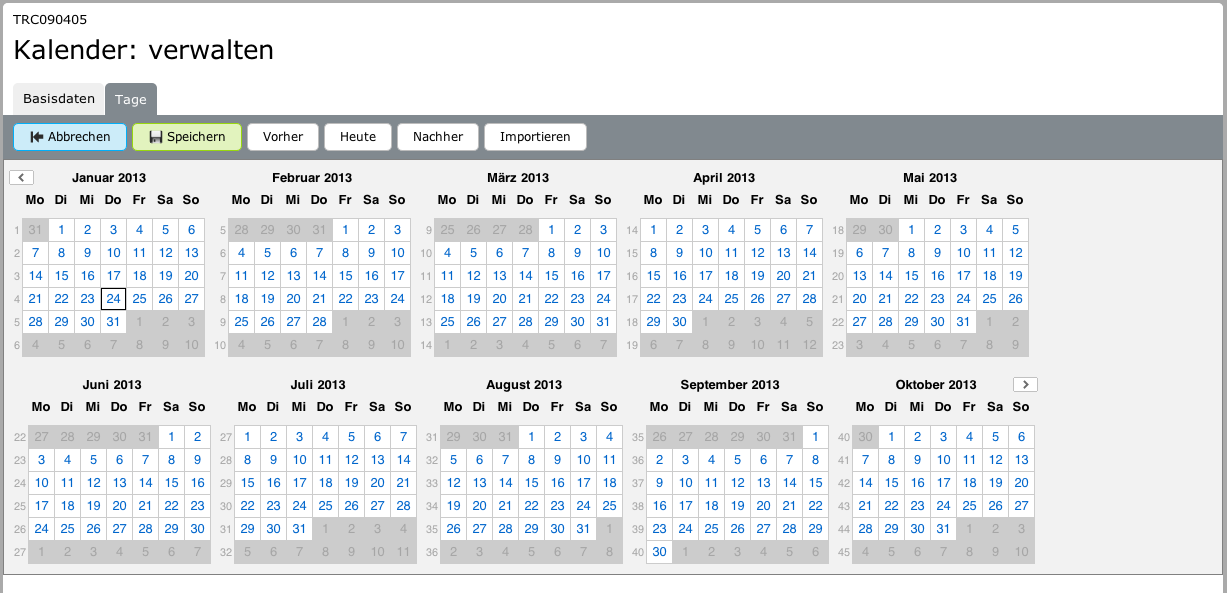 TRC090405
Kalender: verwalten
Basisdaten Tage
Abbrechen Speichern Vorher Heute Nachher Importieren
Januar 2013 Februar 2013 März 2013 April 2013 Mai 2013
Mo Di Mi Do Fr Sa So Mo Di Mi Do Fr Sa So Mo Di Mi Do Fr Sa So Mo Di Mi Do Fr Sa So Mo Di Mi Do Fr Sa So
1 31 1 2 3 4 5 6 5 28 29 30 31 1 2 3 9 25 26 27 28 1 2 3 14 1 2 3 4 5 6 7 18 29 30 1 2 3 4 5
2 7 8 9 10 11 12 13 6 4 5 6 7 8 9 10 10 4 5 6 7 8 9 10 15 8 9 10 11 12 13 14 19 6 7 8 9 10 11 12
3 14 15 16 17 18 19 20 7 11 12 13 14 15 16 17 11 11 12 13 14 15 16 17 16 15 16 17 18 19 20 21 20 13 14 15 16 17 18 19
4 21 22 23 24 25 26 27 8 18 19 20 21 22 23 24 12 18 19 20 21 22 23 24 17 22 23 24 25 26 27 28 21 20 21 22 23 24 25 26
5 28 29 30 31 1 2 3 9 25 26 27 28 1 2 3 13 25 26 27 28 29 30 31 18 29 30 1 2 3 4 5 22 27 28 29 30 31 1 2
6 4 5 6 7 8 9 10 10 4 5 6 7 8 9 10 14 1 2 3 4 5 6 7 19 6 7 8 9 10 11 12 23 3 4 5 6 7 8 9
Juni 2013 Juli 2013 August 2013 September 2013 Oktober 2013
Mo Di Mi Do Fr Sa So Mo Di Mi Do Fr Sa So Mo Di Mi Do Fr Sa So Mo Di Mi Do Fr Sa So Mo Di Mi Do Fr Sa So
22 27 28 29 30 31 1 2 27 1 2 3 4 5 6 7 31 29 30 31 1 2 3 4 35 26 27 28 29 30 31 1 40 30 1 2 3 4 5 6
23 3 4 5 6 7 8 9 28 8 9 10 11 12 13 14 32 5 6 7 8 9 10 11 36 2 3 4 5 6 7 8 41 7 8 9 10 11 12 13
24 10 11 12 13 14 15 16 29 15 16 17 18 19 20 21 33 12 13 14 15 16 17 18 37 9 10 11 12 13 14 15 42 14 15 16 17 18 19 20
25 17 18 19 20 21 22 23 30 22 23 24 25 26 27 28 34 19 20 21 22 23 24 25 38 16 17 18 19 20 21 22 43 21 22 23 24 25 26 27
26 24 25 26 27 28 29 30 31 29 30 31 1 2 3 4 35 26 27 28 29 30 31 1 39 23 24 25 26 27 28 29 44 28 29 30 31 1 2 3
27 1 2 3 4 5 6 7 32 5 6 7 8 9 10 11 36 2 3 4 5 6 7 8 40 30 1 2 3 4 5 6 45 4 5 6 7 8 9 10